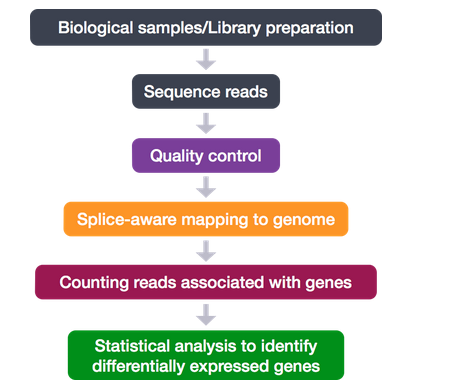 Biological samples/Library preparation
Sequence reads
Quality control
Splice-aware mapping to genome
Counting reads associated with genes
Statistical analysis to identify
differentially expressed genes